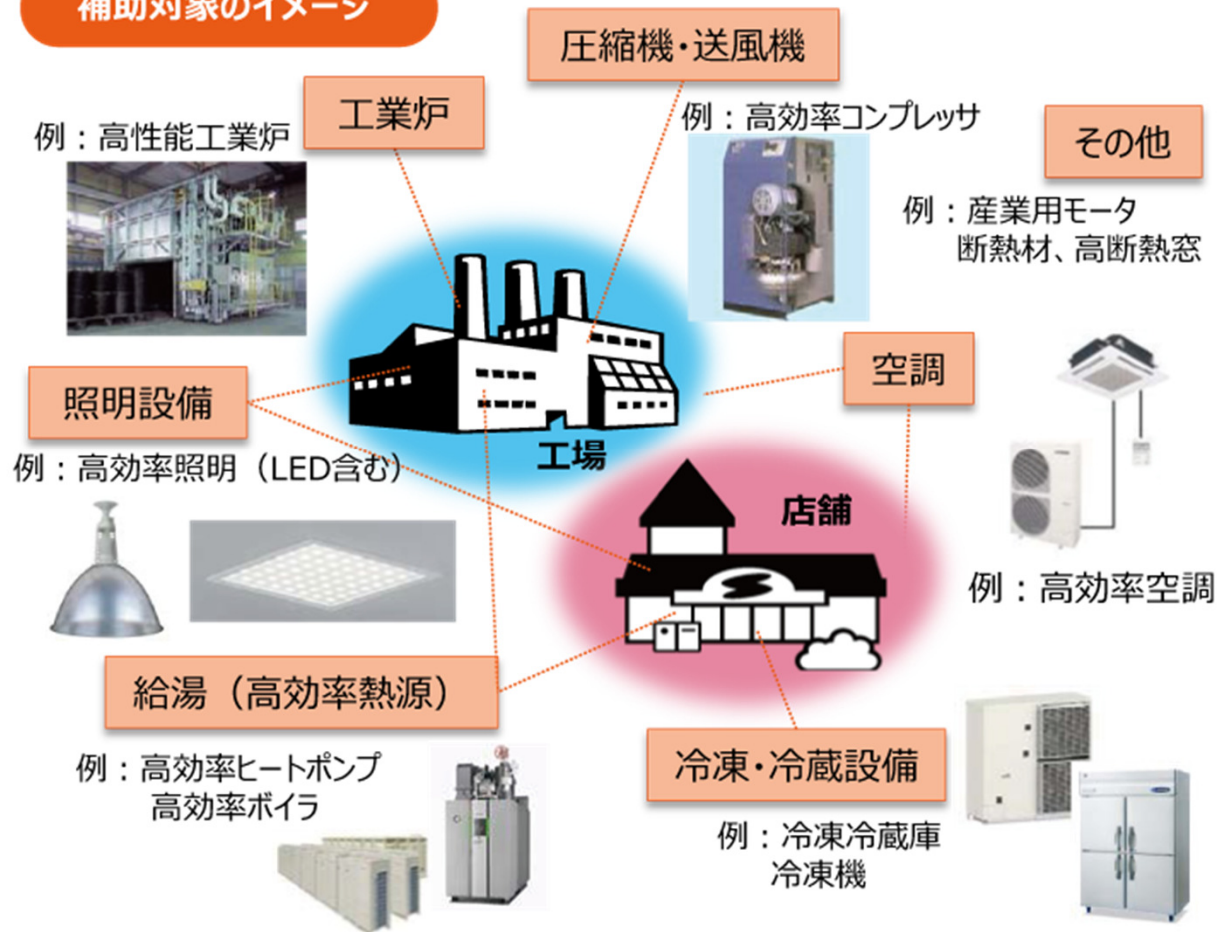 補助対象のイメージ
圧縮機・送風機
工業炉
例：高効率コンプレッサ
例：高性能工業炉
その他
例：産業用モータ
断熱材、高断熱窓
空調
照明設備
工場
例：高効率照明（LED含む）
店舗
例：高効率空調
給湯（高効率熱源）
冷凍・冷蔵設備
例：高効率ヒートポンプ
高効率ボイラ
例：冷凍冷蔵庫
冷凍機